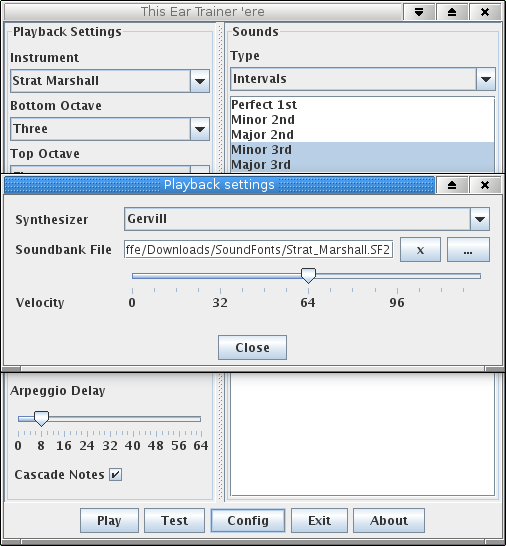 This Ear Trainer 'ere
Playback Settings
Instrument
Strat Marshall
Bottom Octave
Three
Top Octave
Sounds
Type
Intervals
Perfect 1st
Minor 2nd
Major 2nd
Minor 3rd
Major 3rd
Playback settings
Synthesizer
Gervill
Soundbank File
ffe/Downloads/SoundFonts/Strat_Marshall.SF2
x
...
Velocity
0 32 64 96
Close
Arpeggio Delay
0 8 16 24 32 40 48 56 64
Cascade Notes
Play Test Config Exit About